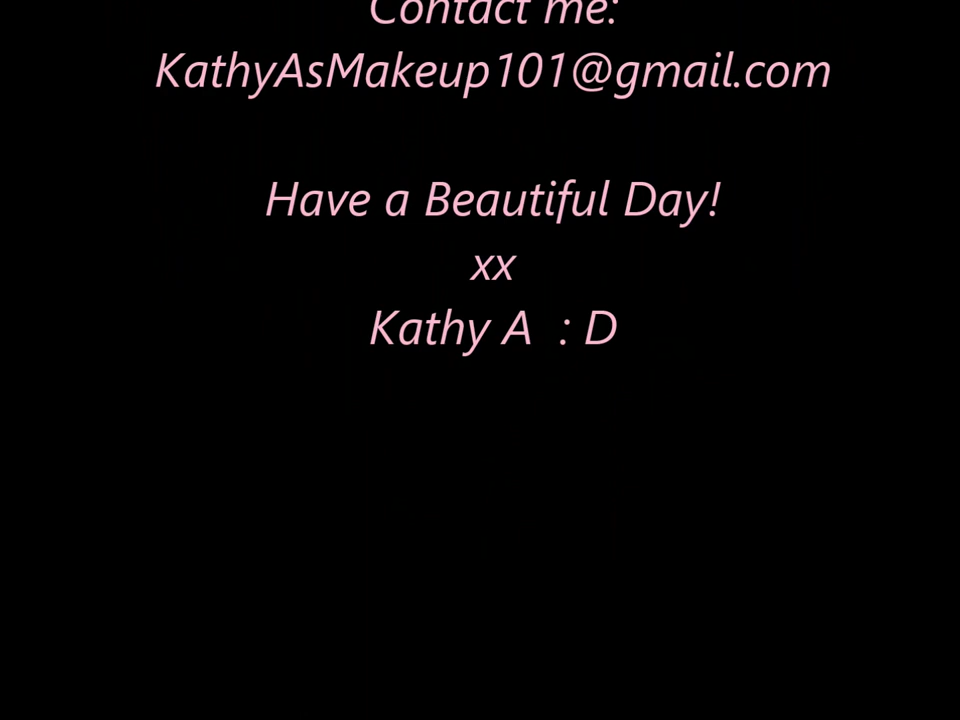 Contact me:
KathyAsMakeup101@gmail.com
Have a Beautiful Day!
xx
Kathy A : D